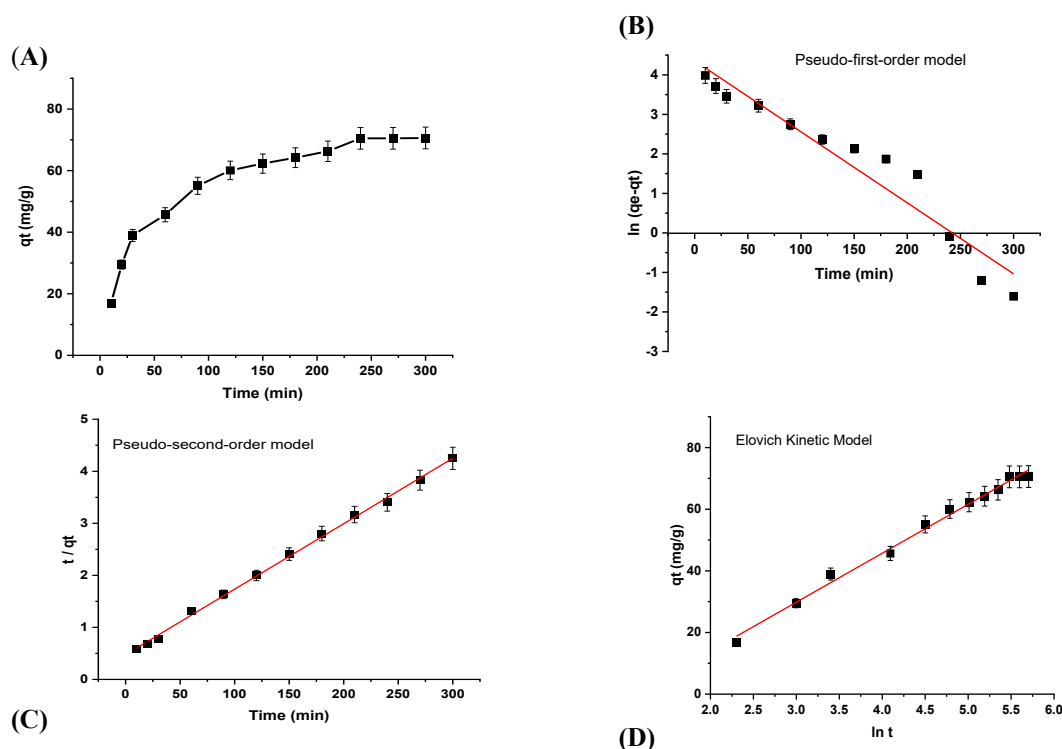 (A)
qt (mg/g)
80
60
40
20
0
0 50 100 150 200 250 300
Time (min)
(B)
Pseudo-first-order model
ln (qe-qt)
4
3
2
1
0
-1
-2
-3
0 50 100 150 200 250 300
Time (min)
(C)
Pseudo-second-order model
t / qt
5
4
3
2
1
0
0 50 100 150 200 250 300
Time (min)
(D)
Elovich Kinetic Model
qt (mg/g)
80
60
40
20
0
2.0 2.5 3.0 3.5 4.0 4.5 5.0 5.5 6.0
ln t